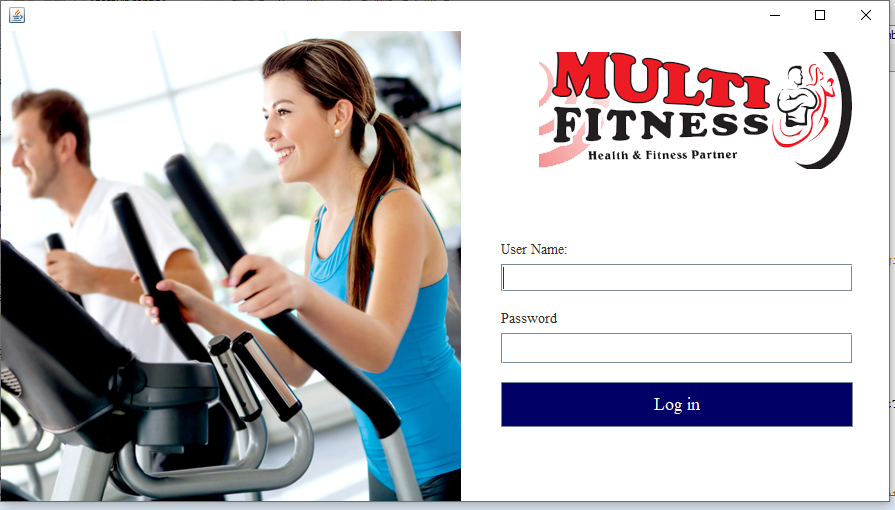 MULTI
FITNESS
Health & Fitness Partner
User Name:
Password
Log in